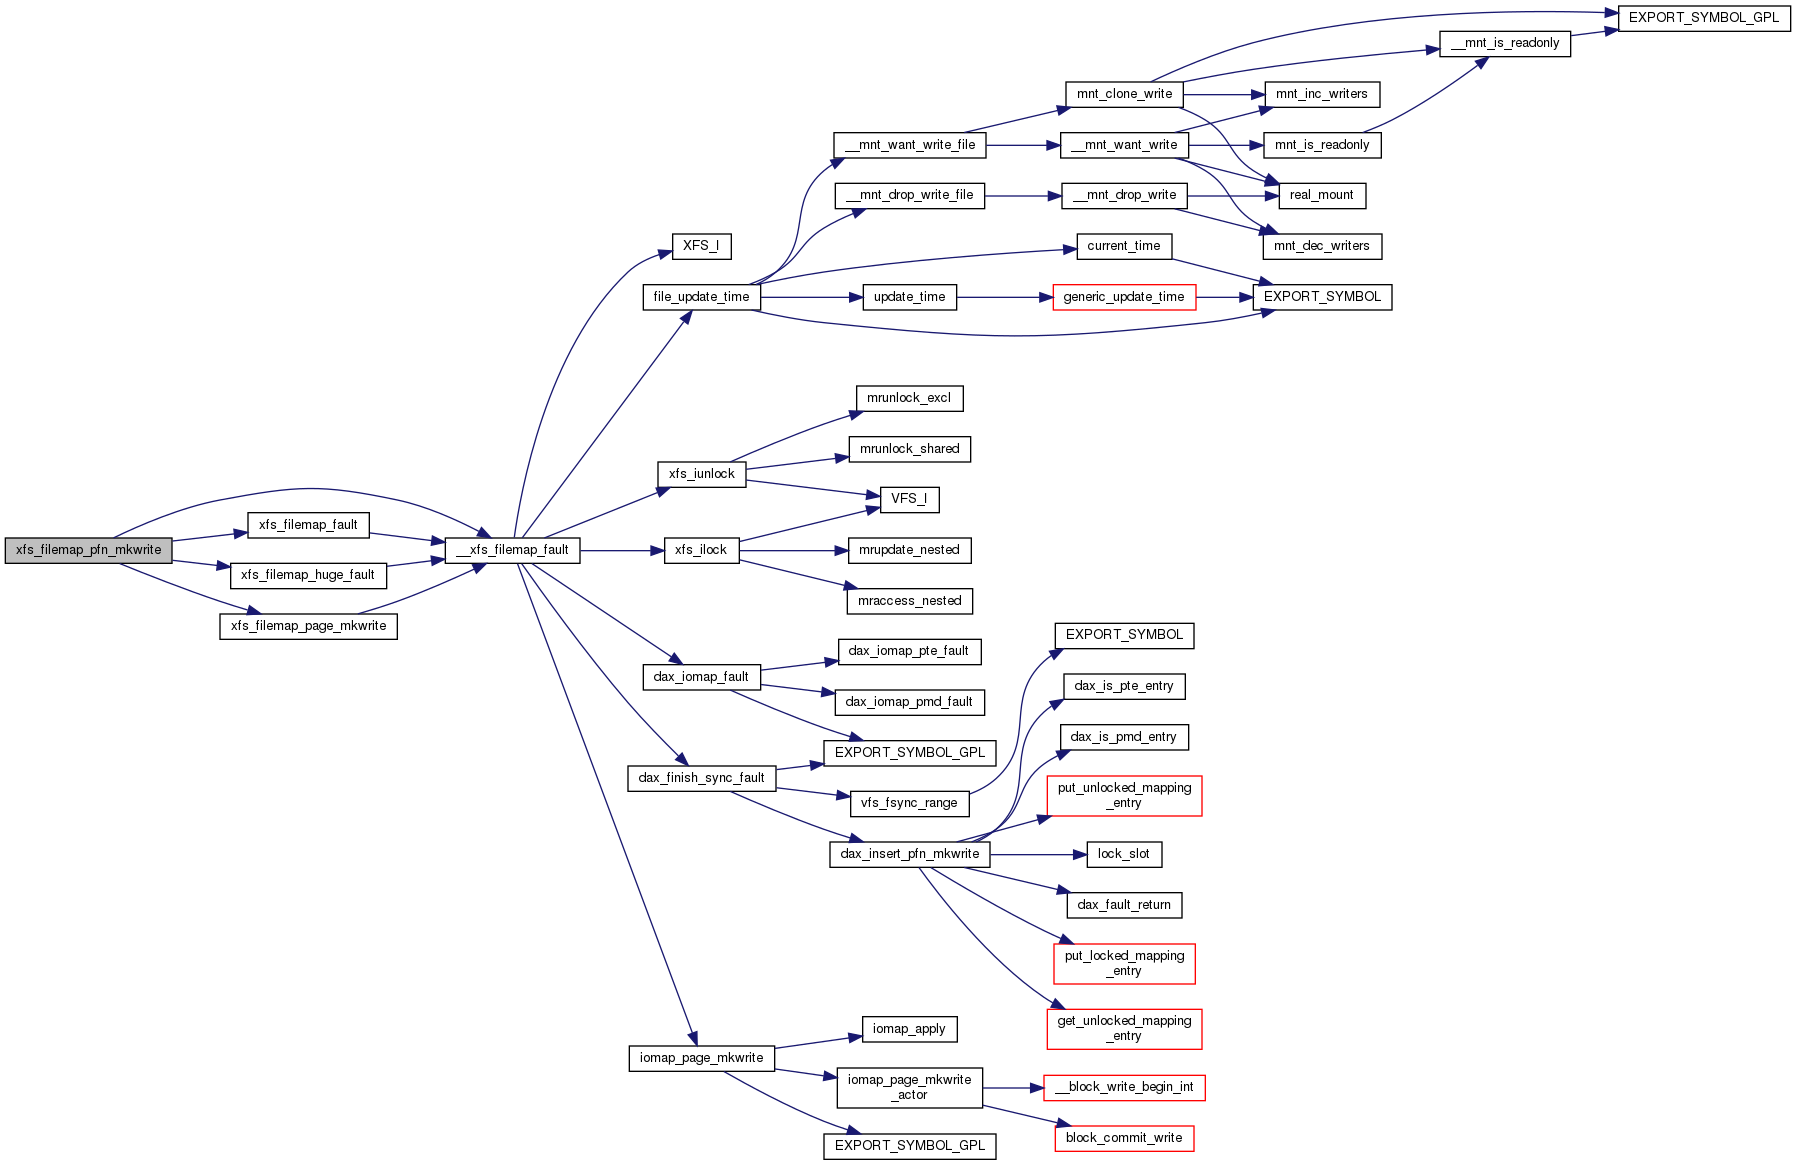 EXPORT_SYMBOL_GPL
__mnt_is_readonly
mnt_clone_write
mnt_inc_writers
__mnt_want_write_file
__mnt_want_write
mnt_is_readonly
__mnt_drop_write_file
__mnt_drop_write
real_mount
XFS_I
current_time
mnt_dec_writers
file_update_time
update_time
generic_update_time
EXPORT_SYMBOL
mrunlock_excl
mrunlock_shared
xfs_iunlock
VFS_I
xfs_filemap_fault
xfs_filemap_pfn_mkwrite
__xfs_filemap_fault
xfs_ilock
mrupdate_nested
xfs_filemap_huge_fault
mraccess_nested
xfs_filemap_page_mkwrite
EXPORT_SYMBOL
dax_iomap_pte_fault
dax_iomap_fault
dax_is_pte_entry
dax_iomap_pmd_fault
dax_is_pmd_entry
EXPORT_SYMBOL_GPL
dax_finish_sync_fault
put_unlocked_mapping
_entry
vfs_fsync_range
dax_insert_pfn_mkwrite
lock_slot
dax_fault_return
put_locked_mapping
_entry
get_unlocked_mapping
_entry
iomap_apply
iomap_page_mkwrite
iomap_page_mkwrite
_actor
__block_write_begin_int
block_commit_write
EXPORT_SYMBOL_GPL